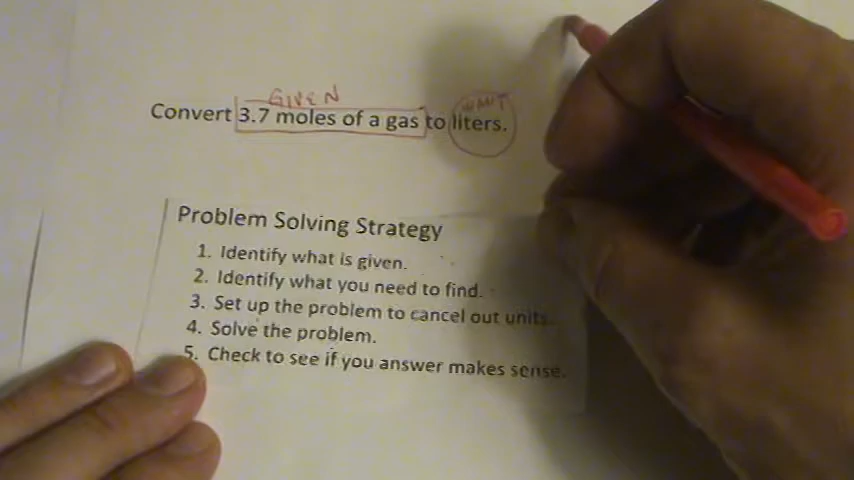 GIVEN WANT
Convert 3.7 moles of a gas to liters.
Problem Solving Strategy
1. Identify what is given.
2. Identify what you need to find.
3. Set up the problem to cancel out units.
4. Solve the problem.
5. Check to see if you answer makes sense.